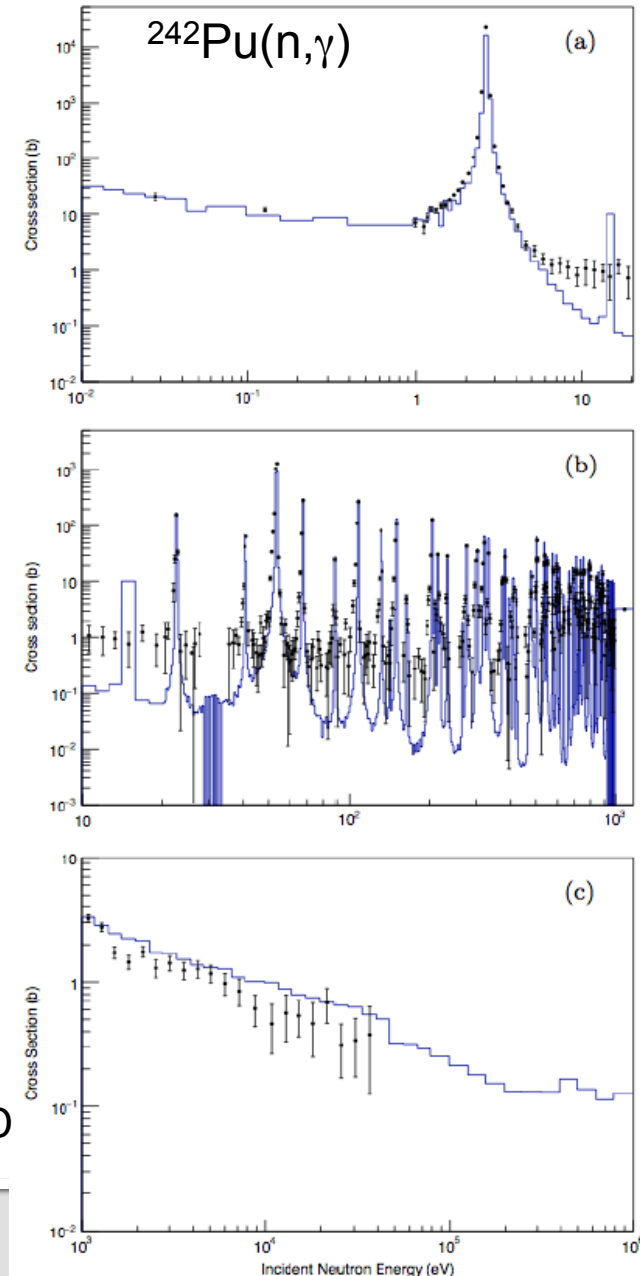 ²⁴²Pu(n,γ)
(a)
Cross section (b)
10⁴
10³
10²
10
1
10⁻¹
10⁻²
10⁻² 10⁻¹ 1 10
(b)
Cross section (b)
10³
10²
10
1
10⁻¹
10⁻²
10⁻³
10 10² 10³
(c)
Cross Section (b)
10
1
10⁻¹
10⁻²
10³ 10⁴ 10⁵
Incident Neutron Energy (eV)